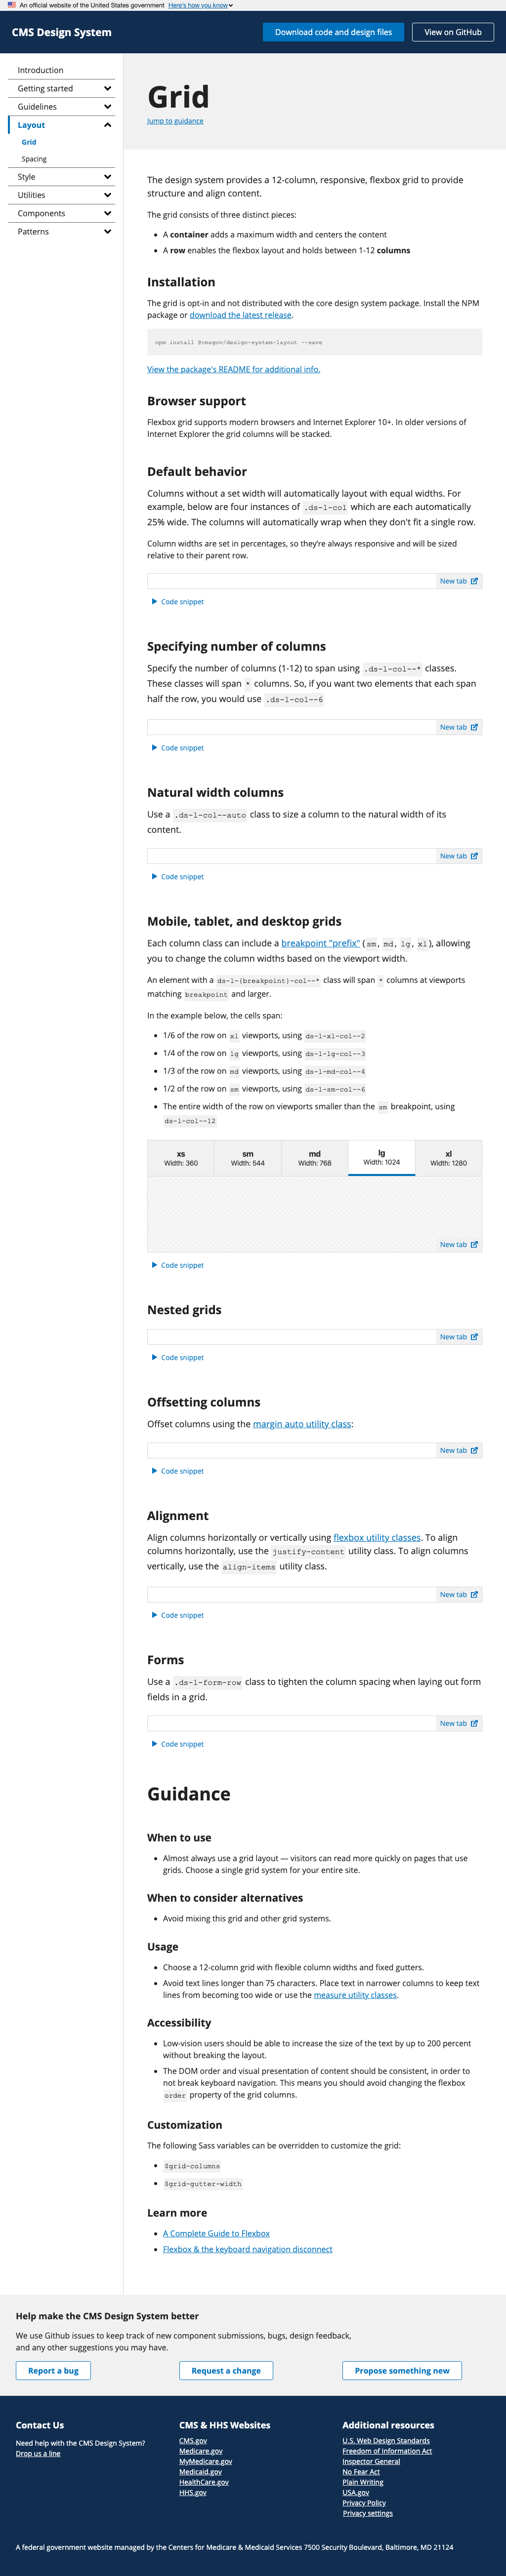 An official website of the United States government Here's how you know
CMS Design System
Download code and design files
View on GitHub
Introduction
Getting started
Guidelines
Layout
Grid
Spacing
Style
Utilities
Components
Patterns
Grid
Jump to guidance
The design system provides a 12-column, responsive, flexbox grid to provide
structure and align content.
The grid consists of three distinct pieces:
A container adds a maximum width and centers the content
A row enables the flexbox layout and holds between 1-12 columns
Installation
The grid is opt-in and not distributed with the core design system package. Install the NPM
package or download the latest release.
npm install @cmsgov/design-system-layout --save
View the package's README for additional info.
Browser support
Flexbox grid supports modern browsers and Internet Explorer 10+. In older versions of
Internet Explorer the grid columns will be stacked.
Default behavior
Columns without a set width will automatically layout with equal widths. For
example, below are four instances of .ds-l-col which are each automatically
25% wide. The columns will automatically wrap when they don't fit a single row.
Column widths are set in percentages, so they're always responsive and will be sized
relative to their parent row.
New tab
Code snippet
Specifying number of columns
Specify the number of columns (1-12) to span using .ds-l-col--* classes.
These classes will span * columns. So, if you want two elements that each span
half the row, you would use .ds-l-col--6
New tab
Code snippet
Natural width columns
Use a .ds-l-col--auto class to size a column to the natural width of its
content.
New tab
Code snippet
Mobile, tablet, and desktop grids
Each column class can include a breakpoint "prefix" (sm, md, lg, xl), allowing
you to change the column widths based on the viewport width.
An element with a ds-l-{breakpoint}-col--* class will span * columns at viewports
matching breakpoint and larger.
In the example below, the cells span:
1/6 of the row on xl viewports, using ds-l-xl-col--2
1/4 of the row on lg viewports, using ds-l-lg-col--3
1/3 of the row on md viewports, using ds-l-md-col--4
1/2 of the row on sm viewports, using ds-l-sm-col--6
The entire width of the row on viewports smaller than the sm breakpoint, using
ds-l-col--12
xs
Width: 360
sm
Width: 544
md
Width: 768
lg
Width: 1024
xl
Width: 1280
New tab
Code snippet
Nested grids
New tab
Code snippet
Offsetting columns
Offset columns using the margin auto utility class:
New tab
Code snippet
Alignment
Align columns horizontally or vertically using flexbox utility classes. To align
columns horizontally, use the justify-content utility class. To align columns
vertically, use the align-items utility class.
New tab
Code snippet
Forms
Use a .ds-l-form-row class to tighten the column spacing when laying out form
fields in a grid.
New tab
Code snippet
Guidance
When to use
Almost always use a grid layout — visitors can read more quickly on pages that use
grids. Choose a single grid system for your entire site.
When to consider alternatives
Avoid mixing this grid and other grid systems.
Usage
Choose a 12-column grid with flexible column widths and fixed gutters.
Avoid text lines longer than 75 characters. Place text in narrower columns to keep text
lines from becoming too wide or use the measure utility classes.
Accessibility
Low-vision users should be able to increase the size of the text by up to 200 percent
without breaking the layout.
The DOM order and visual presentation of content should be consistent, in order to
not break keyboard navigation. This means you should avoid changing the flexbox
order property of the grid columns.
Customization
The following Sass variables can be overridden to customize the grid:
$grid-columns
$grid-gutter-width
Learn more
A Complete Guide to Flexbox
Flexbox & the keyboard navigation disconnect
Help make the CMS Design System better
We use Github issues to keep track of new component submissions, bugs, design feedback,
and any other suggestions you may have.
Report a bug
Request a change
Propose something new
Contact Us
Need help with the CMS Design System?
Drop us a line
CMS & HHS Websites
CMS.gov
Medicare.gov
MyMedicare.gov
Medicaid.gov
HealthCare.gov
HHS.gov
Additional resources
U.S. Web Design Standards
Freedom of Information Act
Inspector General
No Fear Act
Plain Writing
USA.gov
Privacy Policy
Privacy settings
A federal government website managed by the Centers for Medicare & Medicaid Services 7500 Security Boulevard, Baltimore, MD 21124